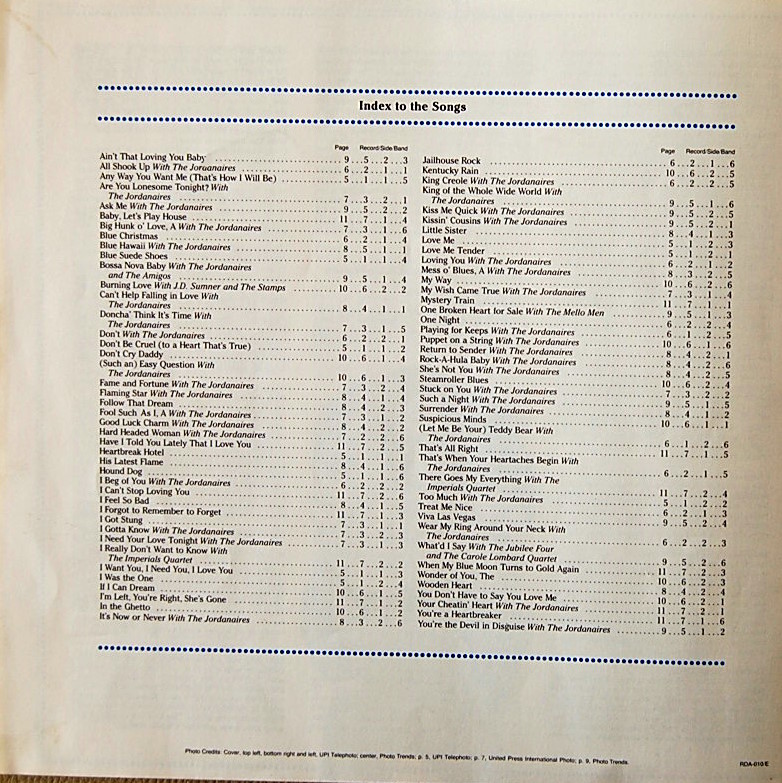 Index to the Songs
Page Record Side Band
Ain't That Loving You Baby 9...5...2...3
All Shook Up With The Jordanaires 6...2...1...1
Any Way You Want Me (That's How I Will Be) 5...1...1...5
Are You Lonesome Tonight? With
The Jordanaires 7...3...2...1
Ask Me With The Jordanaires 9...5...2...2
Baby, Let's Play House 11...7...1...4
Big Hunk o' Love, A With The Jordanaires 7...3...1...6
Blue Christmas 6...2...1...4
Blue Hawaii With The Jordanaires 8...5...1...1
Blue Suede Shoes 5...1...1...4
Bossa Nova Baby With The Jordanaires
and The Amigos 9...5...1...4
Burning Love With J.D. Sumner and The Stamps 10...6...2...2
Can't Help Falling in Love With
The Jordanaires 8...4...1...1
Doncha' Think It's Time With
The Jordanaires 7...3...1...5
Don't With The Jordanaires 6...2...2...1
Don't Be Cruel (to a Heart That's True) 5...1...1...2
Don't Cry Daddy 10...6...1...4
(Such an) Easy Question With
The Jordanaires 10...6...1...3
Fame and Fortune With The Jordanaires 7...3...2...4
Flaming Star With The Jordanaires 8...4...1...4
Follow That Dream 8...4...2...3
Fool Such As I, A With The Jordanaires 7...3...1...2
Good Luck Charm With The Jordanaires 8...4...2...2
Hard Headed Woman With The Jordanaires 7...2...2...6
Have I Told You Lately That I Love You 11...7...2...5
Heartbreak Hotel 5...1...1...1
His Latest Flame 8...4...1...6
Hound Dog 5...1...1...6
I Beg of You With The Jordanaires 6...2...2...2
I Can't Stop Loving You 11...7...2...6
I Feel So Bad 8...4...1...5
I Forgot to Remember to Forget 11...7...1...3
I Got Stung 7...3...1...1
I Gotta Know With The Jordanaires 7...3...2...3
I Need Your Love Tonight With The Jordanaires 7...3...1...3
I Really Don't Want to Know With
The Imperials Quartet 11...7...2...2
I Want You, I Need You, I Love You 5...1...1...3
I Was the One 5...1...2...4
If I Can Dream 10...6...1...5
I'm Left, You're Right, She's Gone 11...7...1...2
In the Ghetto 10...6...1...2
It's Now or Never With The Jordanaires 8...3...2...6
Page Record Side Band
Jailhouse Rock 6...2...1...6
Kentucky Rain 10...6...2...5
King Creole With The Jordanaires 6...2...2...5
King of the Whole Wide World With
The Jordanaires 9...5...1...6
Kiss Me Quick With The Jordanaires 9...5...2...5
Kissin' Cousins With The Jordanaires 9...5...2...1
Little Sister 8...4...1...3
Love Me 5...1...2...3
Love Me Tender 5...1...2...1
Loving You With The Jordanaires 6...2...1...2
Mess o' Blues, A With The Jordanaires 8...3...2...5
My Way 10...6...2...6
My Wish Came True With The Jordanaires 7...3...1...4
Mystery Train 11...7...1...1
One Broken Heart for Sale With The Mello Men 9...5...1...3
One Night 6...2...2...4
Playing for Keeps With The Jordanaires 6...1...2...5
Puppet on a String With The Jordanaires 10...6...1...6
Return to Sender With The Jordanaires 8...4...2...1
Rock-A-Hula Baby With The Jordanaires 8...4...2...6
She's Not You With The Jordanaires 8...4...2...5
Steamroller Blues 10...6...2...4
Stuck on You With The Jordanaires 7...3...2...2
Such a Night With The Jordanaires 9...5...1...5
Surrender With The Jordanaires 8...4...1...2
Suspicious Minds 10...6...1...1
(Let Me Be Your) Teddy Bear With
The Jordanaires 6...1...2...6
That's All Right 11...7...1...5
That's When Your Heartaches Begin With
The Jordanaires 6...2...1...5
There Goes My Everything With The
Imperials Quartet 11...7...2...4
Too Much With The Jordanaires 5...1...2...2
Treat Me Nice 6...2...1...3
Viva Las Vegas 9...5...2...4
Wear My Ring Around Your Neck With
The Jordanaires 6...2...2...3
What'd I Say With The Jubilee Four
and The Carole Lombard Quartet 9...5...2...6
When My Blue Moon Turns to Gold Again 11...7...2...3
Wonder of You, The 10...6...2...3
Wooden Heart 8...4...2...4
You Don't Have to Say You Love Me 10...6...2...1
Your Cheatin' Heart With The Jordanaires 11...7...2...1
You're a Heartbreaker 11...7...1...6
You're the Devil in Disguise With The Jordanaires 9...5...1...2
Photo Credits: Cover, top left, bottom right and left, UPI Telephoto; center, Photo Trends; p. 5, UPI Telephoto; p. 7, United Press International Photo; p. 9, Photo Trends.
RDA-010 E